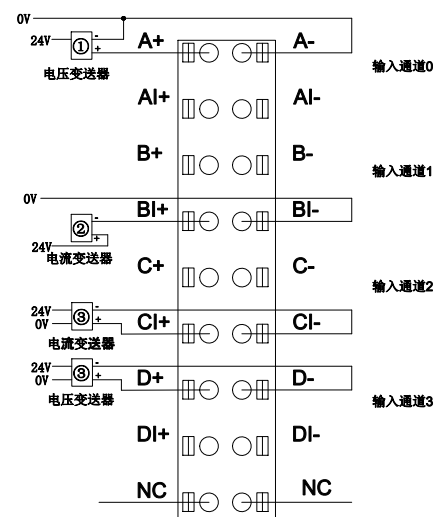 0V
24V ① - + A+ A- 输入通道0
电压变送器
AI+ AI-
B+ B- 输入通道1
0V BI+ BI-
② - +
24V
电流变送器
C+ C- 输入通道2
24V ③ - + CI+ CI-
0V
电流变送器
24V ③ - + D+ D- 输入通道3
0V
电压变送器
DI+ DI-
NC NC